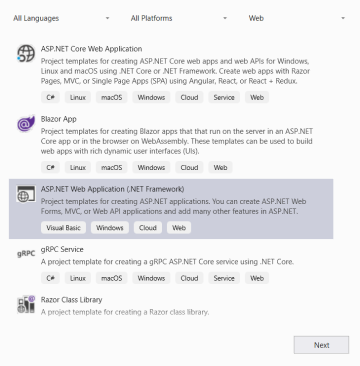 All Languages All Platforms Web
ASP.NET Core Web Application
Project templates for creating ASP.NET Core web apps and web APIs for Windows,
Linux and macOS using .NET Core or .NET Framework. Create web apps with Razor
Pages, MVC, or Single Page Apps (SPA) using Angular, React, or React + Redux.
C# Linux macOS Windows Cloud Service Web
Blazor App
Project templates for creating Blazor apps that that run on the server in an ASP.NET
Core app or in the browser on WebAssembly. These templates can be used to build
web apps with rich dynamic user interfaces (UIs).
C# Linux macOS Windows Cloud Web
ASP.NET Web Application (.NET Framework)
Project templates for creating ASP.NET applications. You can create ASP.NET Web
Forms, MVC, or Web API applications and add many other features in ASP.NET.
Visual Basic Windows Cloud Web
gRPC gRPC Service
A project template for creating a gRPC ASP.NET Core service using .NET Core.
C# Linux macOS Windows Cloud Service Web
Razor Class Library
A project template for creating a Razor class library.
Next